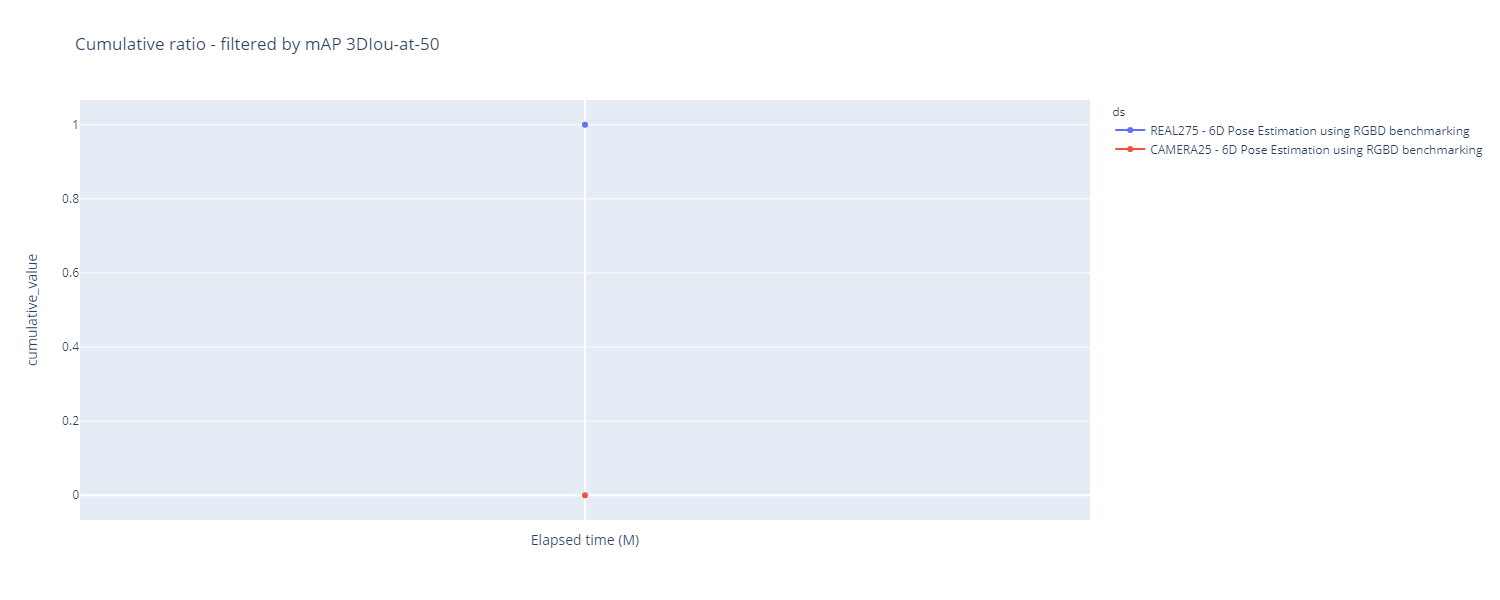 Cumulative ratio - filtered by mAP 3DIou-at-50
ds
REAL275 - 6D Pose Estimation using RGBD benchmarking
CAMERA25 - 6D Pose Estimation using RGBD benchmarking
1
0.8
0.6
0.4
0.2
0
cumulative_value
Elapsed time (M)